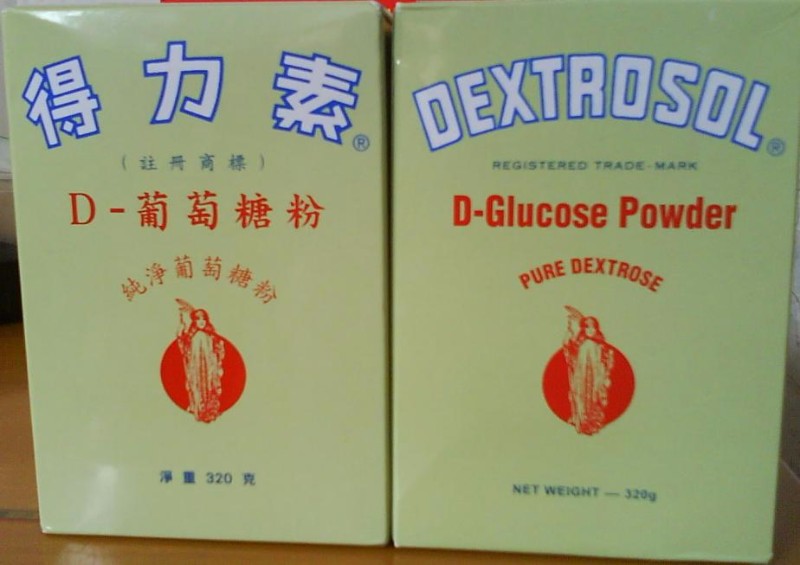 得力素®
(註冊商標)
D-葡萄糖粉
純淨葡萄糖粉
淨重 320 克
DEXTROSOL®
REGISTERED TRADE-MARK
D-Glucose Powder
PURE DEXTROSE
NET WEIGHT — 320g